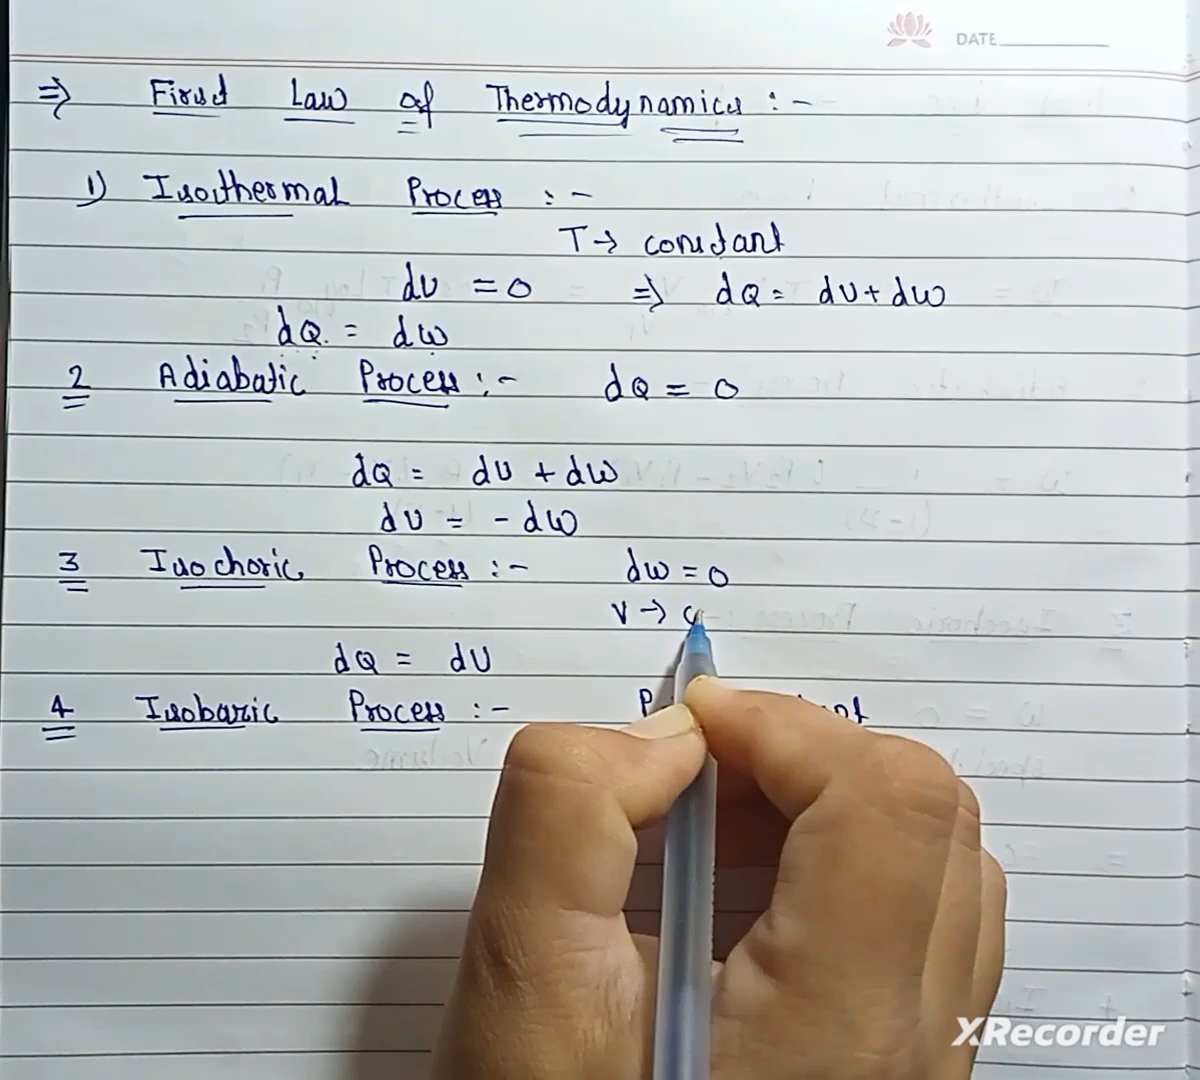 DATE
⇒ First Law of Thermodynamics :-
1) Isothermal Process :-
T → constant
dU = 0 ⇒ dQ = dU + dW
dQ = dW
2 Adiabatic Process :- dQ = 0
dQ = dU + dW
dU = - dW
3 Isochoric Process :- dW = 0
V → c
dQ = dU
4 Isobaric Process :- P
XRecorder